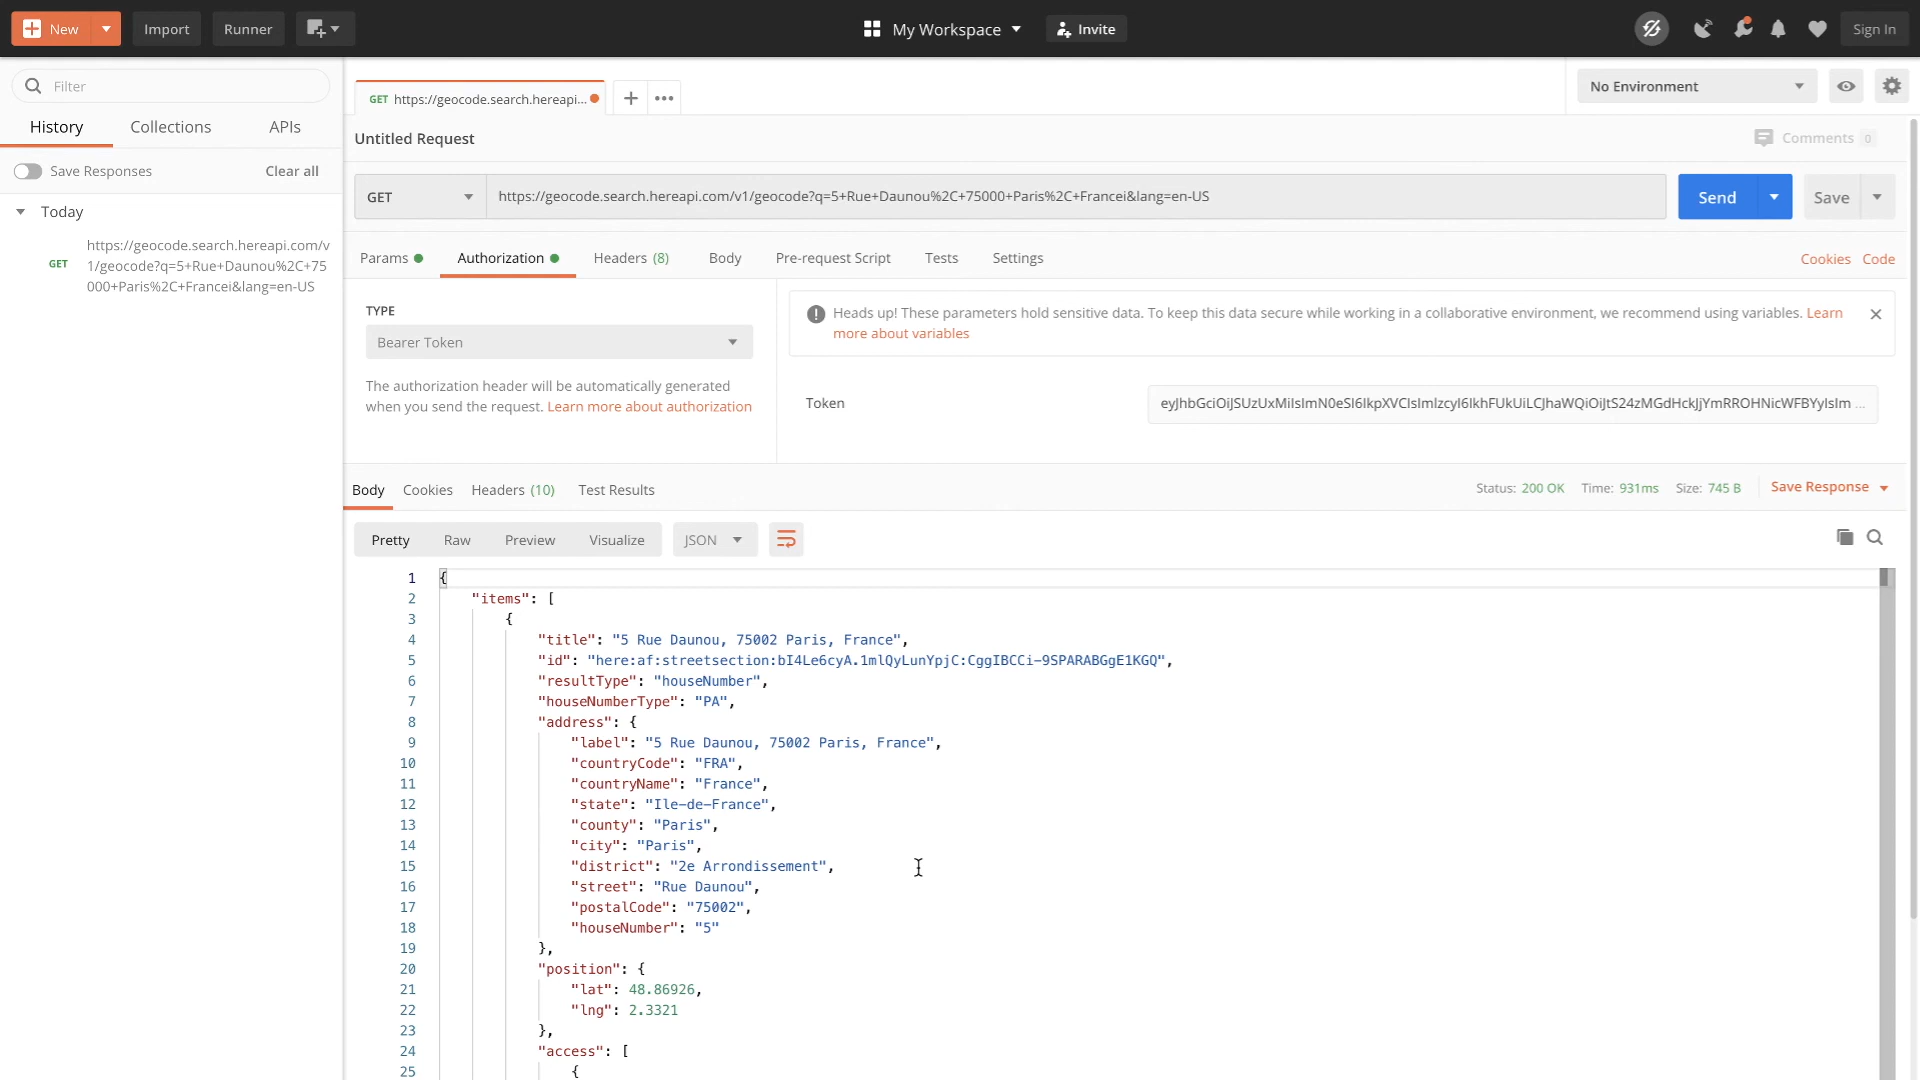 New
Import
Runner
My Workspace
Invite
Sign In
Filter
GET https://geocode.search.hereapi...
No Environment
History
Collections
APIs
Untitled Request
Comments 0
Save Responses
Clear all
GET
https://geocode.search.hereapi.com/v1/geocode?q=5+Rue+Daunou%2C+75000+Paris%2C+Francei&lang=en-US
Send
Save
Today
GET
https://geocode.search.hereapi.com/v
1/geocode?q=5+Rue+Daunou%2C+75
000+Paris%2C+Francei&lang=en-US
Params
Authorization
Headers (8)
Body
Pre-request Script
Tests
Settings
Cookies
Code
TYPE
Bearer Token
The authorization header will be automatically generated
when you send the request. Learn more about authorization
Heads up! These parameters hold sensitive data. To keep this data secure while working in a collaborative environment, we recommend using variables. Learn
more about variables
Token
Body
Cookies
Headers (10)
Test Results
Status: 200 OK
Time: 931ms
Size: 745 B
Save Response
Pretty
Raw
Preview
Visualize
JSON
1 {
2 "items": [
3 {
4 "title": "5 Rue Daunou, 75002 Paris, France",
5 "id": "here:af:streetsection:bI4Le6cyA.1mlQyLunYpjC:CggIBCCi-9SPARABGgE1KGQ",
6 "resultType": "houseNumber",
7 "houseNumberType": "PA",
8 "address": {
9 "label": "5 Rue Daunou, 75002 Paris, France",
10 "countryCode": "FRA",
11 "countryName": "France",
12 "state": "Ile-de-France",
13 "county": "Paris",
14 "city": "Paris",
15 "district": "2e Arrondissement",
16 "street": "Rue Daunou",
17 "postalCode": "75002",
18 "houseNumber": "5"
19 },
20 "position": {
21 "lat": 48.86926,
22 "lng": 2.3321
23 },
24 "access": [
25 {